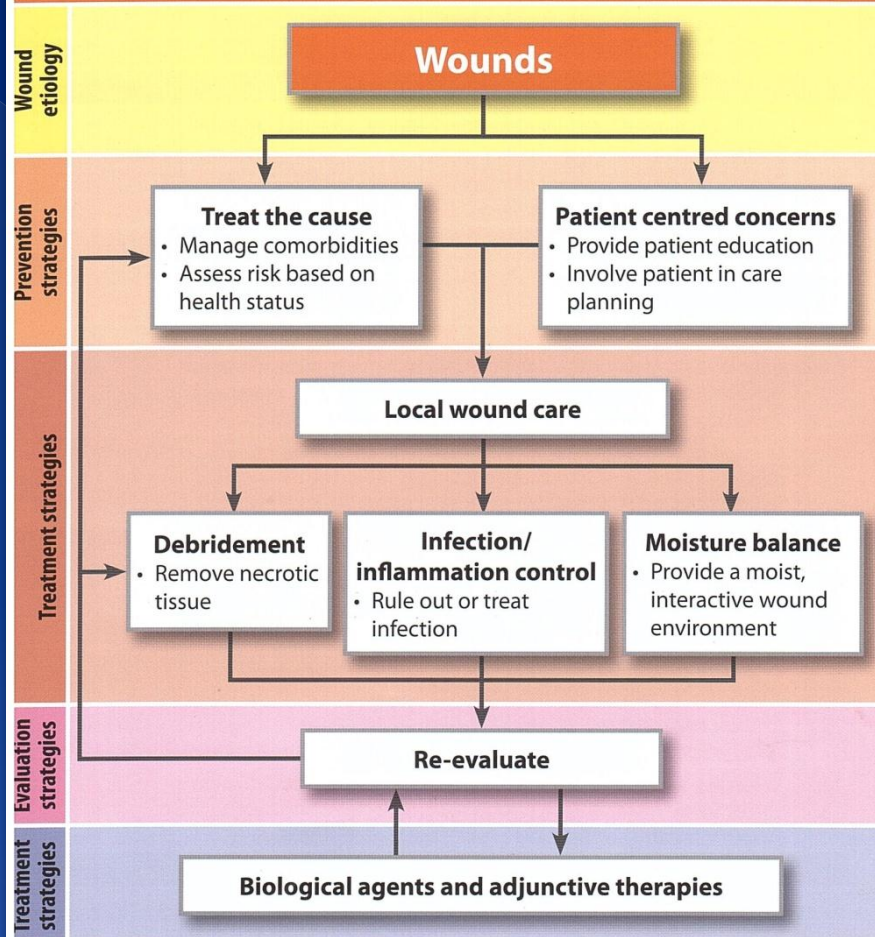 Wound
etiology
Wounds
Prevention
strategies
Treat the cause
• Manage comorbidities
• Assess risk based on
health status
Patient centred concerns
• Provide patient education
• Involve patient in care
planning
Treatment strategies
Local wound care
Debridement
• Remove necrotic
tissue
Infection/
inflammation control
• Rule out or treat
infection
Moisture balance
• Provide a moist,
interactive wound
environment
Evaluation
strategies
Re-evaluate
Treatment
strategies
Biological agents and adjunctive therapies